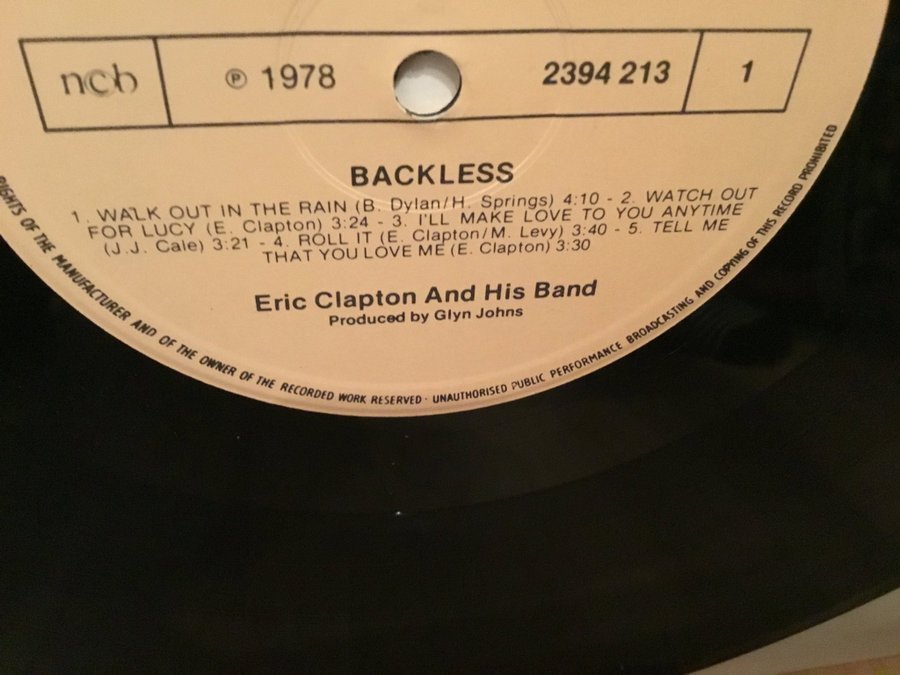 ncb
℗ 1978
2394 213
1
BACKLESS
1. WALK OUT IN THE RAIN (B. Dylan/H. Springs) 4:10 - 2. WATCH OUT
FOR LUCY (E. Clapton) 3:24 - 3. I'LL MAKE LOVE TO YOU ANYTIME
(J.J. Cale) 3:21 - 4. ROLL IT (E. Clapton/M. Levy) 3:40 - 5. TELL ME
THAT YOU LOVE ME (E. Clapton) 3:30
Eric Clapton And His Band
Produced by Glyn Johns
RIGHTS OF THE MANUFACTURER AND OF THE OWNER OF THE RECORDED WORK RESERVED · UNAUTHORISED PUBLIC PERFORMANCE BROADCASTING AND COPYING OF THIS RECORD PROHIBITED